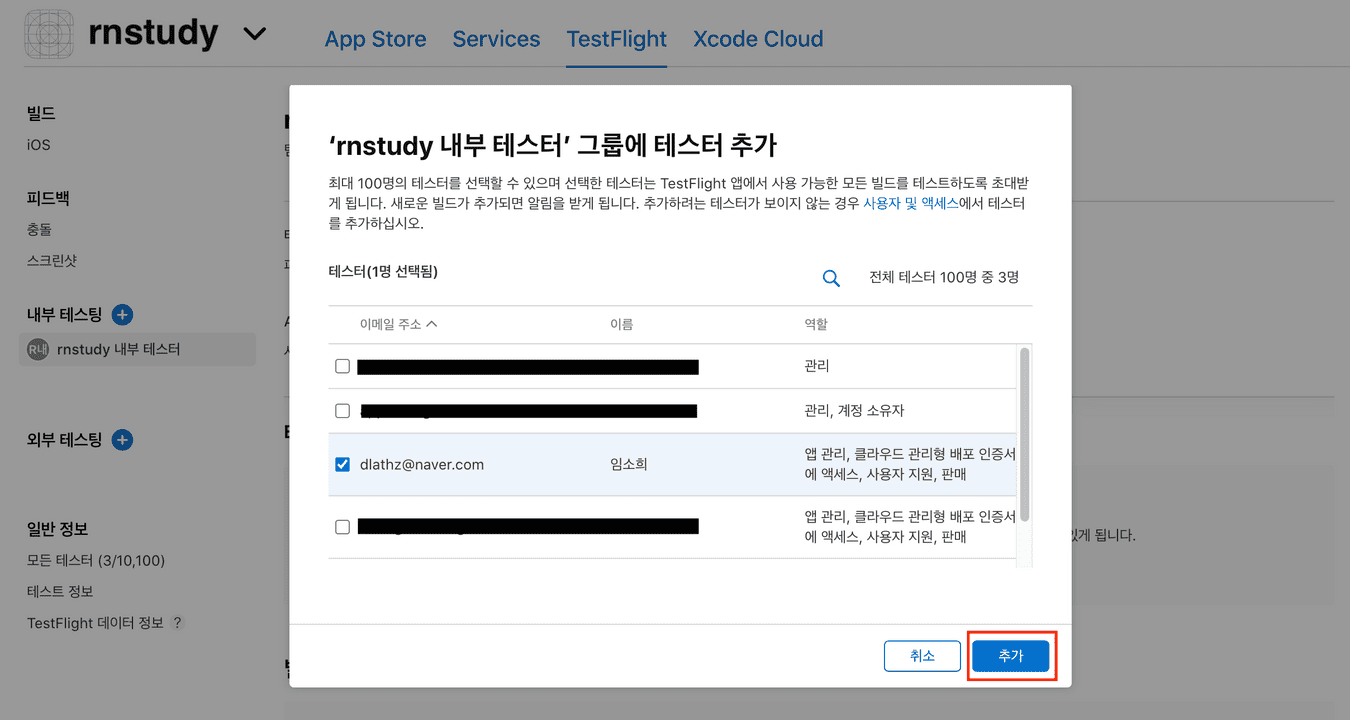 rnstudy
App Store Services TestFlight Xcode Cloud
빌드
iOS
피드백
충돌
스크린샷
내부 테스팅
R내 rnstudy 내부 테스터
외부 테스팅
일반 정보
모든 테스터 (3/10,100)
테스트 정보
TestFlight 데이터 정보 ?
‘rnstudy 내부 테스터’ 그룹에 테스터 추가
최대 100명의 테스터를 선택할 수 있으며 선택한 테스터는 TestFlight 앱에서 사용 가능한 모든 빌드를 테스트하도록 초대받
게 됩니다. 새로운 빌드가 추가되면 알림을 받게 됩니다. 추가하려는 테스터가 보이지 않는 경우 사용자 및 액세스에서 테스터
를 추가하십시오.
테스터(1명 선택됨)
전체 테스터 100명 중 3명
이메일 주소 이름 역할
관리
관리, 계정 소유자
dlathz@naver.com 임소희 앱 관리, 클라우드 관리형 배포 인증서
에 액세스, 사용자 지원, 판매
앱 관리, 클라우드 관리형 배포 인증서
에 액세스, 사용자 지원, 판매
있게 됩니다.
취소 추가